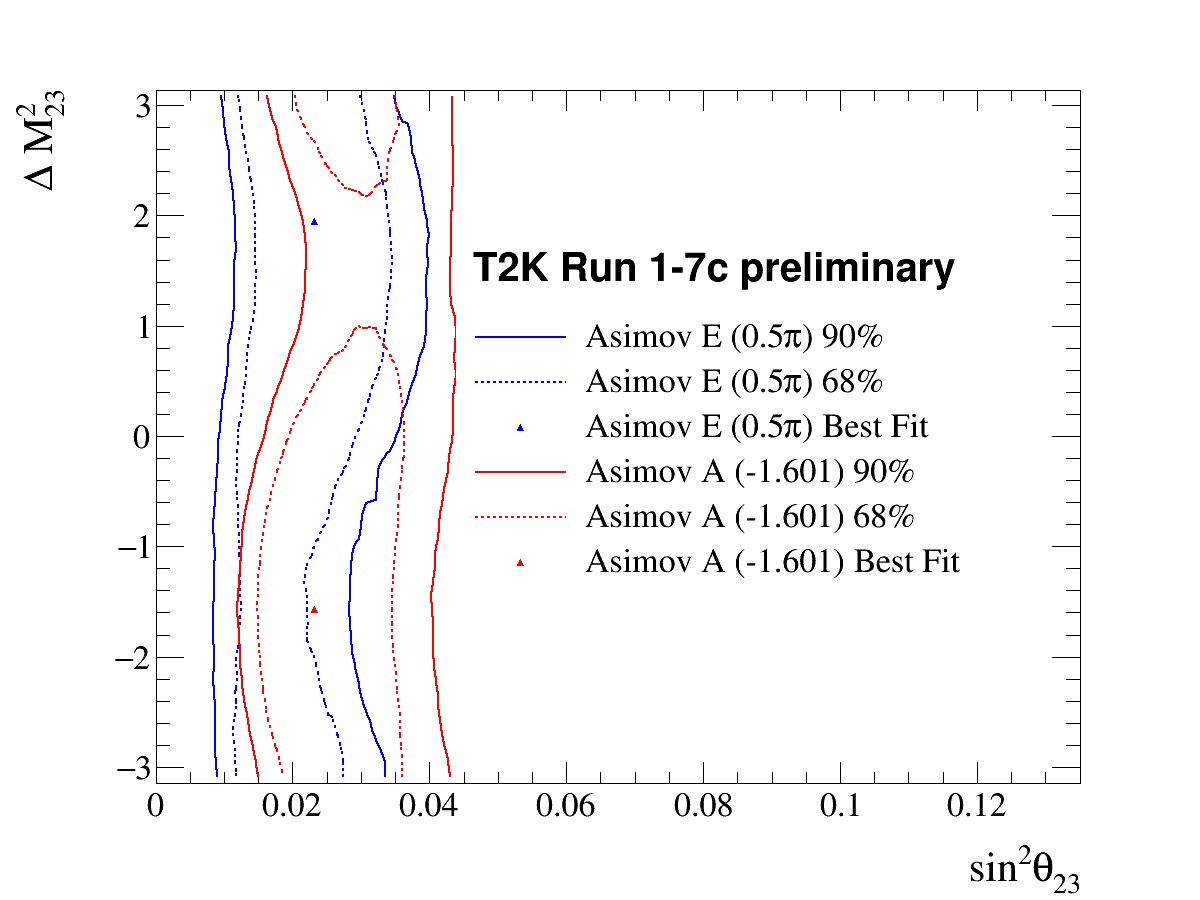 Δ M²₂₃
3
2
1
0
−1
−2
−3
T2K Run 1-7c preliminary
Asimov E (0.5π) 90%
Asimov E (0.5π) 68%
Asimov E (0.5π) Best Fit
Asimov A (-1.601) 90%
Asimov A (-1.601) 68%
Asimov A (-1.601) Best Fit
0 0.02 0.04 0.06 0.08 0.1 0.12
sin²θ₂₃